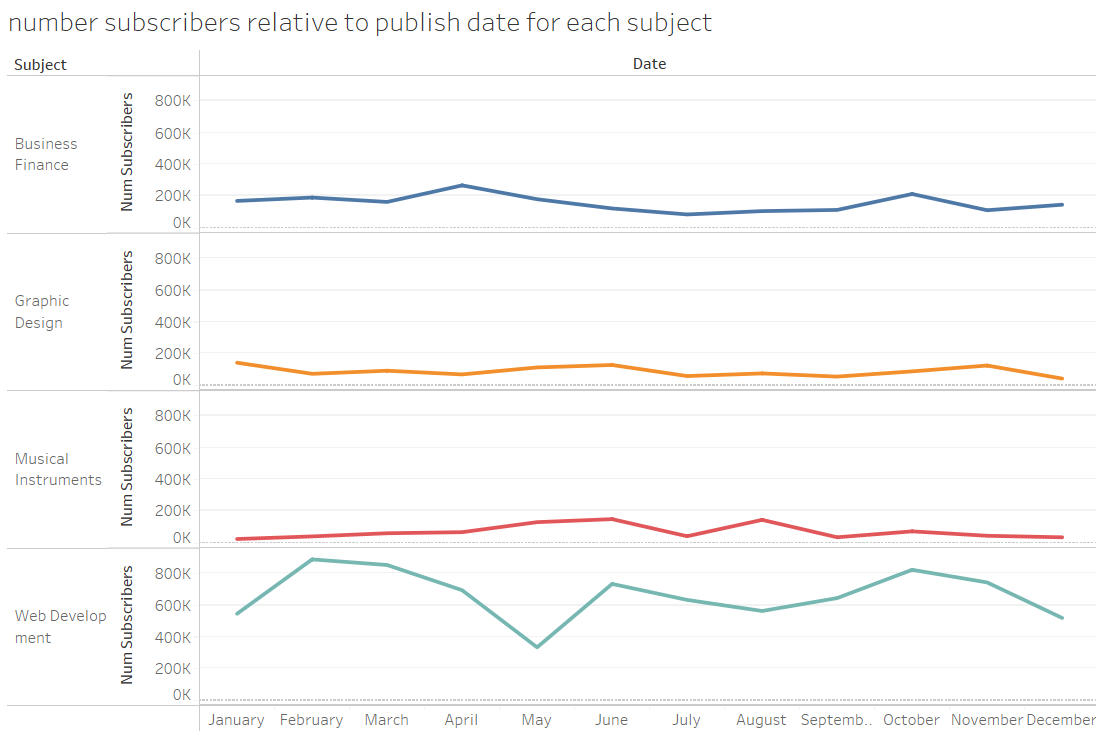 number subscribers relative to publish date for each subject
Subject
Date
Business
Finance
Num Subscribers
800K
600K
400K
200K
0K
Graphic
Design
Num Subscribers
800K
600K
400K
200K
0K
Musical
Instruments
Num Subscribers
800K
600K
400K
200K
0K
Web Develop
ment
Num Subscribers
800K
600K
400K
200K
0K
January February March April May June July August Septemb.. October November December